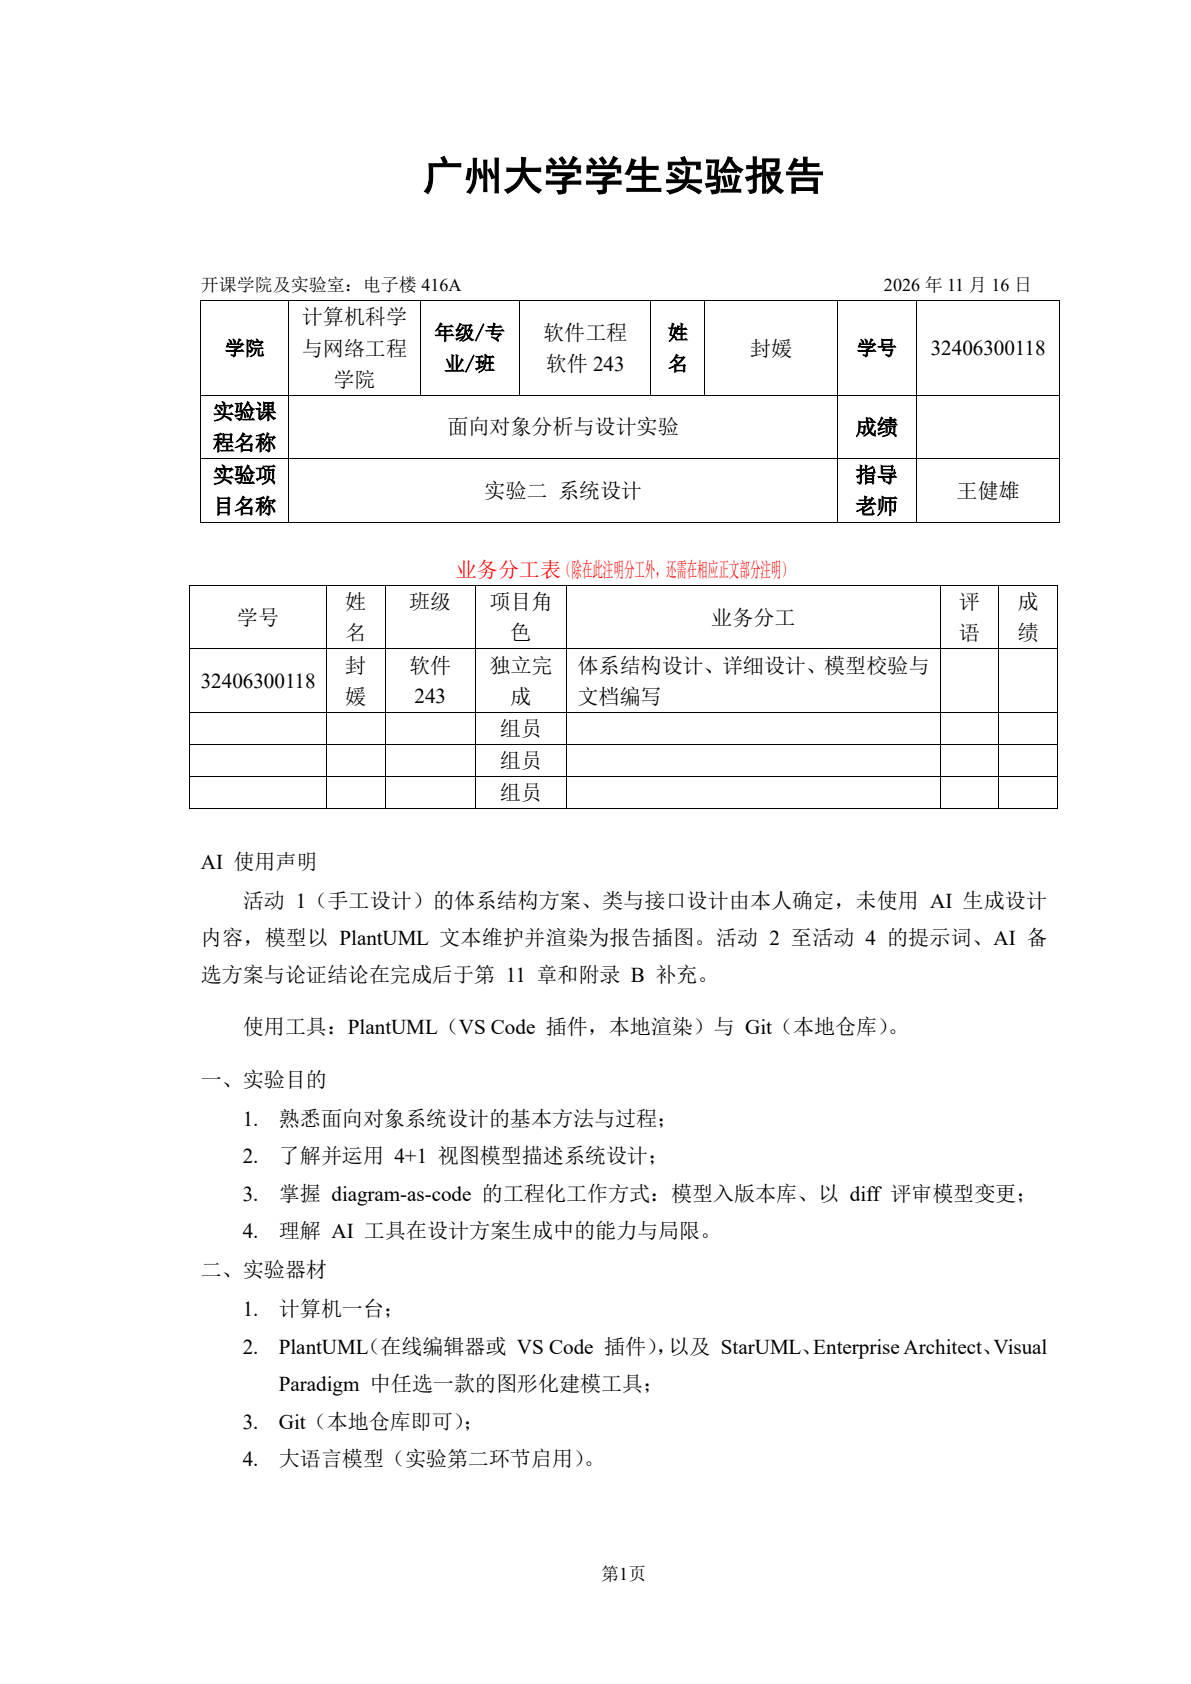 广州大学学生实验报告
开课学院及实验室：电子楼 416A 2026 年 11 月 16 日
学院 计算机科学与网络工程学院 年级/专业/班 软件工程 软件 243 姓名 封媛 学号 32406300118
实验课程名称 面向对象分析与设计实验 成绩
实验项目名称 实验二 系统设计 指导老师 王健雄
业务分工表（除在此注明分工外，还需在相应正文部分注明）
学号 姓名 班级 项目角色 业务分工 评语 成绩
32406300118 封媛 软件 243 独立完成 体系结构设计、详细设计、模型校验与文档编写
组员
组员
组员
AI 使用声明
活动 1（手工设计）的体系结构方案、类与接口设计由本人确定，未使用 AI 生成设计
内容，模型以 PlantUML 文本维护并渲染为报告插图。活动 2 至活动 4 的提示词、AI 备
选方案与论证结论在完成后于第 11 章和附录 B 补充。
使用工具：PlantUML（VS Code 插件，本地渲染）与 Git（本地仓库）。
一、实验目的
1. 熟悉面向对象系统设计的基本方法与过程；
2. 了解并运用 4+1 视图模型描述系统设计；
3. 掌握 diagram-as-code 的工程化工作方式：模型入版本库、以 diff 评审模型变更；
4. 理解 AI 工具在设计方案生成中的能力与局限。
二、实验器材
1. 计算机一台；
2. PlantUML（在线编辑器或 VS Code 插件），以及 StarUML、Enterprise Architect、Visual
Paradigm 中任选一款的图形化建模工具；
3. Git（本地仓库即可）；
4. 大语言模型（实验第二环节启用）。
第1页